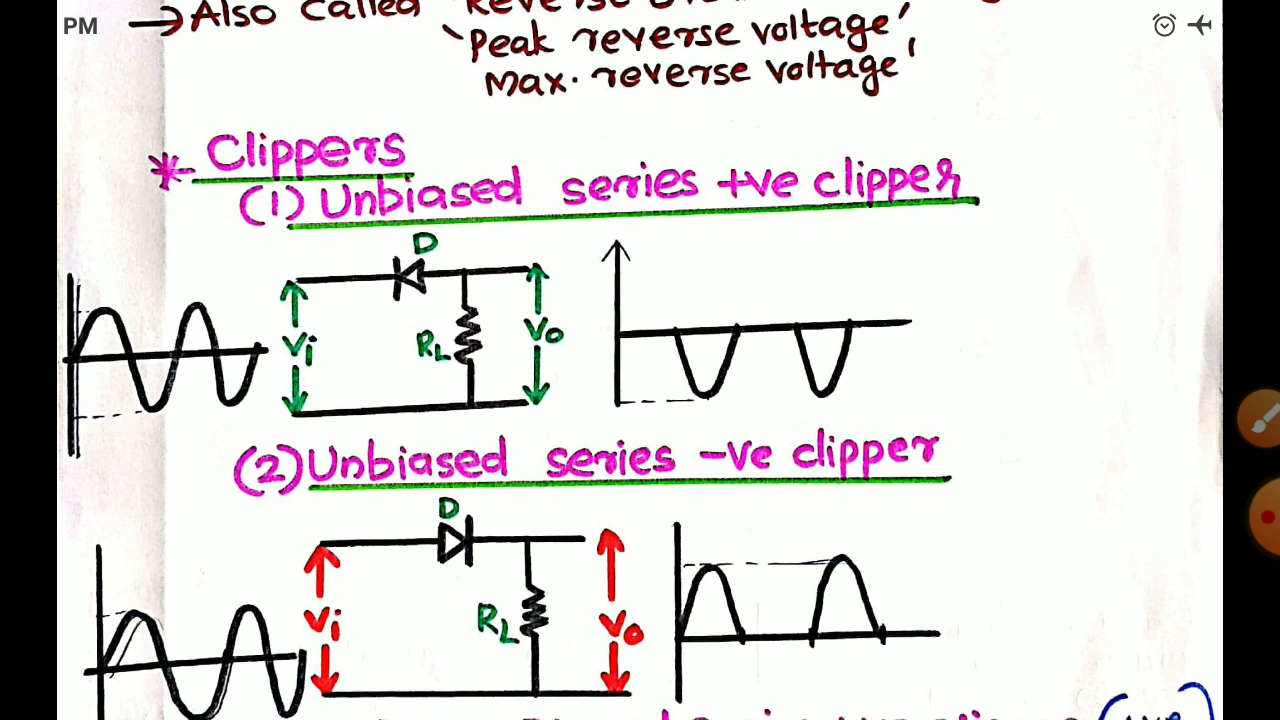 PM
→ Also called "Reverse
'Peak reverse voltage'
Max. reverse voltage'
* Clippers
(1) Unbiased series +ve clipper
D
Vi
RL
Vo
(2) Unbiased series -ve clipper
D
Vi
RL
Vo